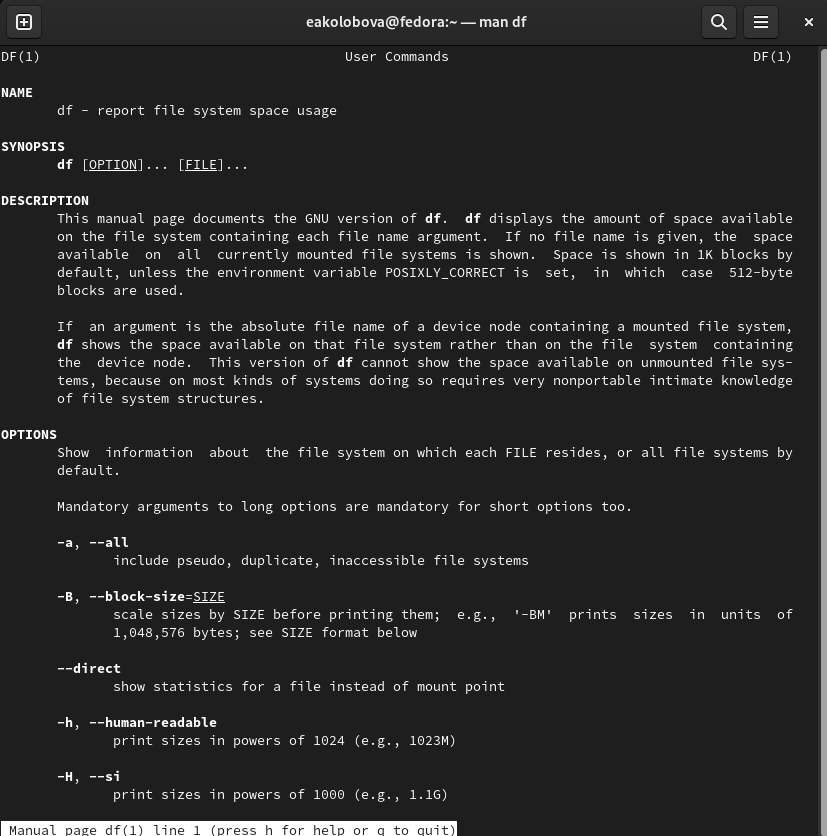 eakolobova@fedora:~ — man df
DF(1) User Commands DF(1)
NAME
df - report file system space usage
SYNOPSIS
df [OPTION]... [FILE]...
DESCRIPTION
This manual page documents the GNU version of df. df displays the amount of space available
on the file system containing each file name argument. If no file name is given, the space
available on all currently mounted file systems is shown. Space is shown in 1K blocks by
default, unless the environment variable POSIXLY_CORRECT is set, in which case 512-byte
blocks are used.
If an argument is the absolute file name of a device node containing a mounted file system,
df shows the space available on that file system rather than on the file system containing
the device node. This version of df cannot show the space available on unmounted file sys-
tems, because on most kinds of systems doing so requires very nonportable intimate knowledge
of file system structures.
OPTIONS
Show information about the file system on which each FILE resides, or all file systems by
default.
Mandatory arguments to long options are mandatory for short options too.
-a, --all
include pseudo, duplicate, inaccessible file systems
-B, --block-size=SIZE
scale sizes by SIZE before printing them; e.g., '-BM' prints sizes in units of
1,048,576 bytes; see SIZE format below
--direct
show statistics for a file instead of mount point
-h, --human-readable
print sizes in powers of 1024 (e.g., 1023M)
-H, --si
print sizes in powers of 1000 (e.g., 1.1G)
Manual page df(1) line 1 (press h for help or q to quit)